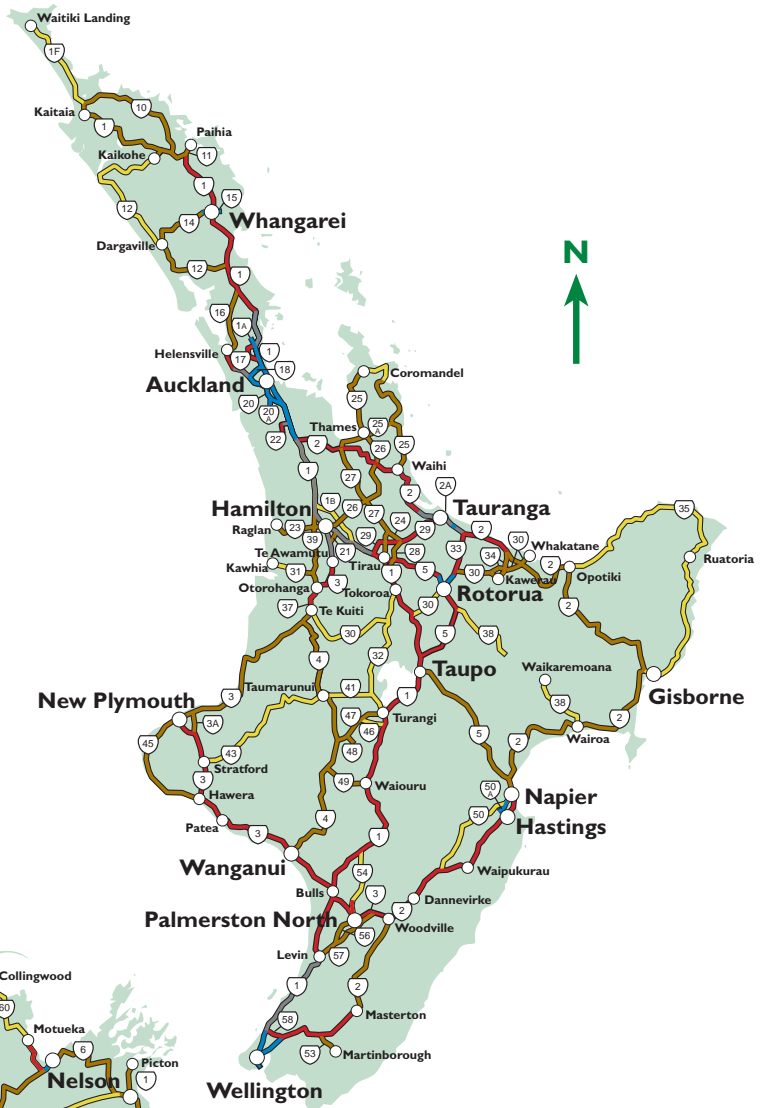 Waitiki Landing
1F
10
Kaitaia
1
Paihia
11
Kaikohe
1
15
12
14
Whangarei
Dargaville
12
1
N
16
1A
Helensville
17
1
18
Auckland
Coromandel
20
20
A
25
22
Thames
25
A
2
26
25
1
27
Waihi
2A
2
1B
26
27
Hamilton
Tauranga
24
29
2
35
Raglan
23
39
29
30
Whakatane
21
28
33
34
2
Te Awamutu
Tirau
Ruatoria
Kawhia
31
3
1
5
30
Kawerau
Opotiki
Otorohanga
Tokoroa
Rotorua
37
30
2
Te Kuiti
30
5
38
4
32
Taupo
Waikaremoana
Taumarunui
41
1
Gisborne
3
New Plymouth
38
3A
47
Turangi
2
46
45
43
48
5
2
Wairoa
Stratford
3
49
Waiouru
50
A
Hawera
Napier
4
50
Hastings
Patea
3
1
Wanganui
54
Waipukurau
Bulls
3
Dannevirke
2
Palmerston North
Woodville
56
Levin
57
Collingwood
1
2
60
Masterton
58
Motueka
6
53
Martinborough
Picton
Nelson
1
Wellington